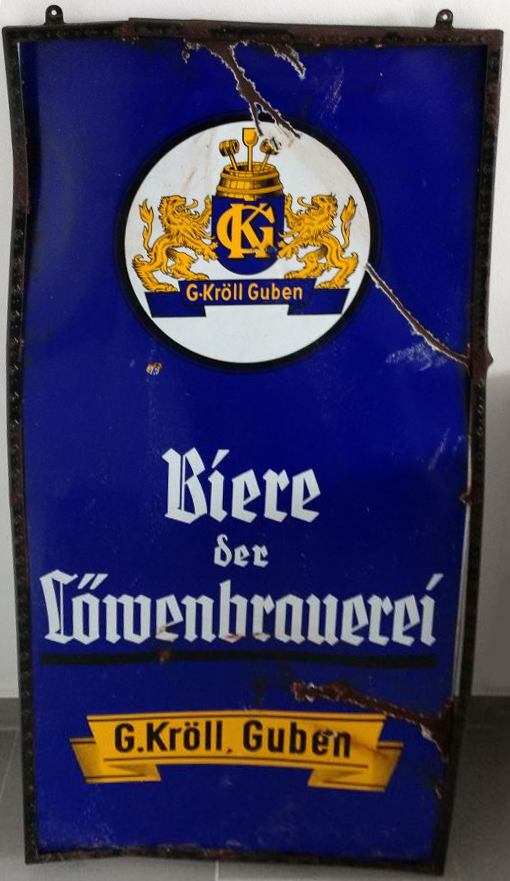 GK
G·Kröll Guben
Biere
der
Löwenbrauerei
G.Kröll, Guben